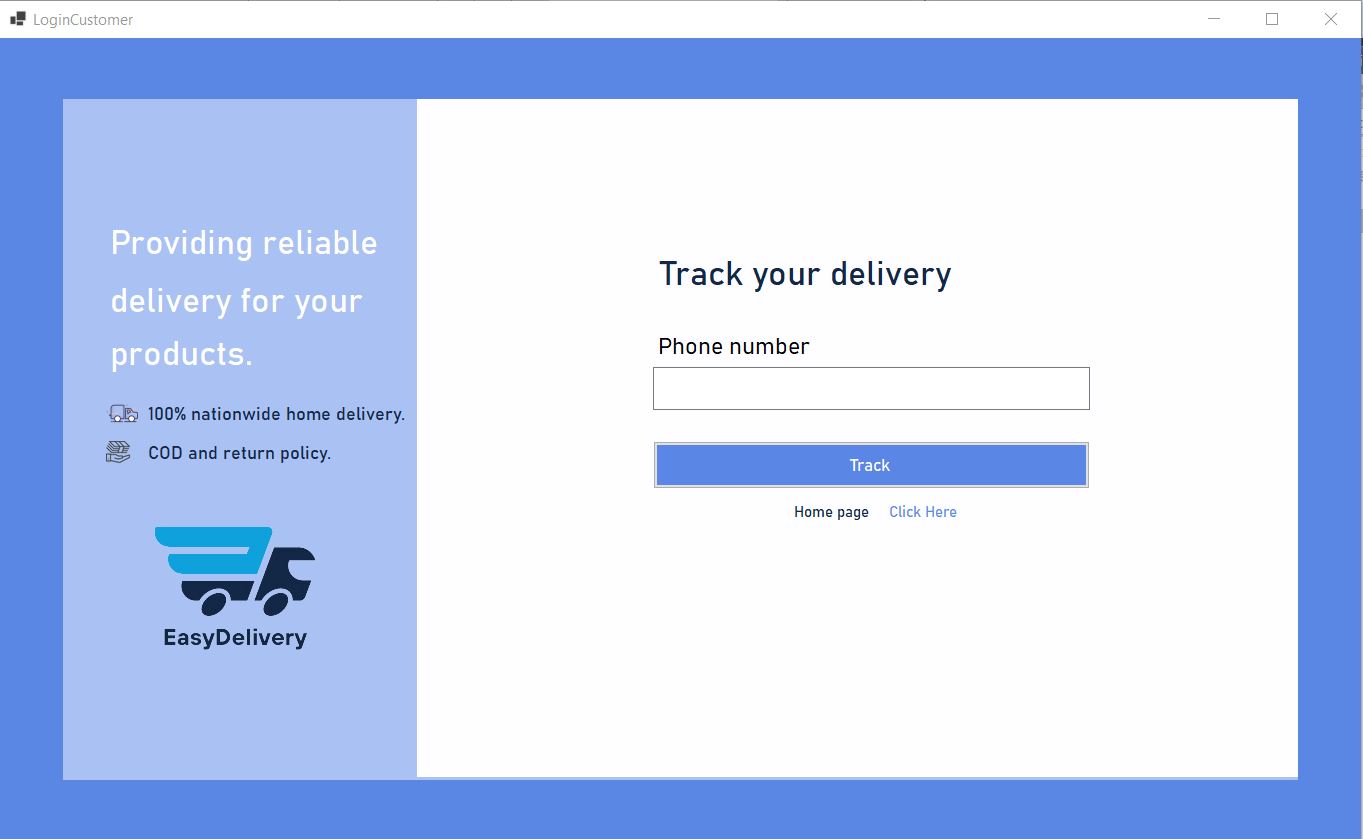 LoginCustomer
Providing reliable
delivery for your
products.
100% nationwide home delivery.
COD and return policy.
EasyDelivery
Track your delivery
Phone number
Track
Home page Click Here